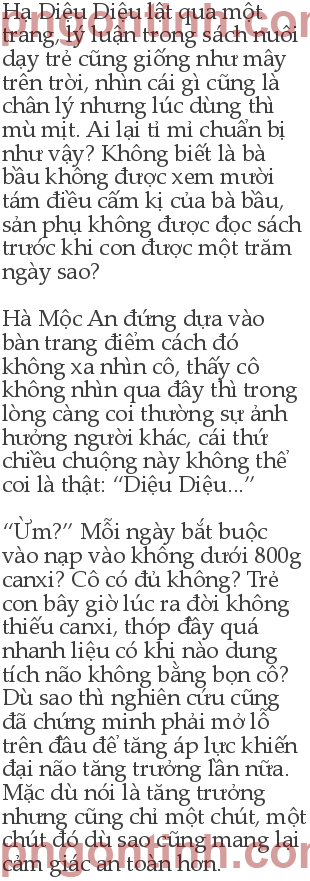 Hạ Diệu Diệu lật qua một
trang, lý luận trong sách nuôi
dạy trẻ cũng giống như mây
trên trời, nhìn cái gì cũng là
chân lý nhưng lúc dùng thì
mù mịt. Ai lại tỉ mỉ chuẩn bị
như vậy? Không biết là bà
bầu không được xem mười
tám điều cấm kị của bà bầu,
sản phụ không được đọc sách
trước khi con được một trăm
ngày sao?
Hà Mộc An đứng dựa vào
bàn trang điểm cách đó
không xa nhìn cô, thấy cô
không nhìn qua đây thì trong
lòng càng coi thường sự ảnh
hưởng người khác, cái thứ
chiều chuộng này không thể
coi là thật: “Diệu Diệu...”
“Ừm?” Mỗi ngày bắt buộc
vào nạp vào không dưới 800g
canxi? Cô có đủ không? Trẻ
con bây giờ lúc ra đời không
thiếu canxi, thóp đầy quá
nhanh liệu có khi nào dung
tích não không bằng bọn cô?
Dù sao thì nghiên cứu cũng
đã chứng minh phải mở lỗ
trên đầu để tăng áp lực khiến
đại não tăng trưởng lần nữa.
Mặc dù nói là tăng trưởng
nhưng cũng chỉ một chút, một
chút đó dù sao cũng mang lại
cảm giác an toàn hơn.
pngontinh.com
pngontinh.com